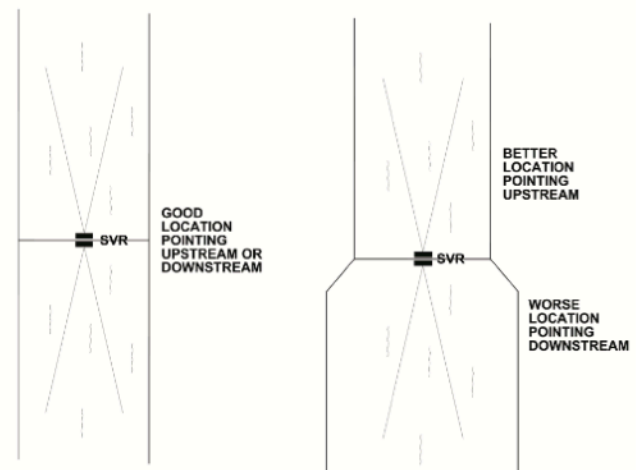 SVR
GOOD
LOCATION
POINTING
UPSTREAM OR
DOWNSTREAM
BETTER
LOCATION
POINTING
UPSTREAM
SVR
WORSE
LOCATION
POINTING
DOWNSTREAM